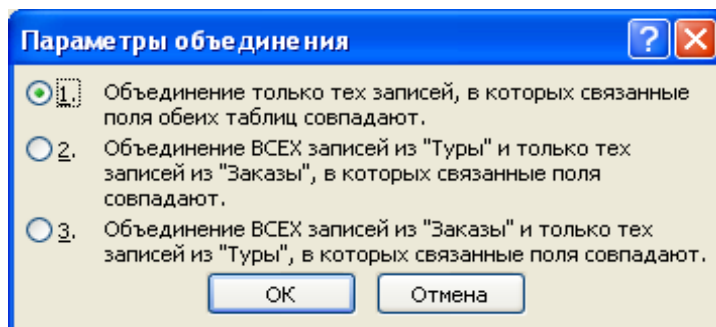 Параметры объединения
1. Объединение только тех записей, в которых связанные
поля обеих таблиц совпадают.
2. Объединение ВСЕХ записей из "Туры" и только тех
записей из "Заказы", в которых связанные поля
совпадают.
3. Объединение ВСЕХ записей из "Заказы" и только тех
записей из "Туры", в которых связанные поля совпадают.
ОК Отмена